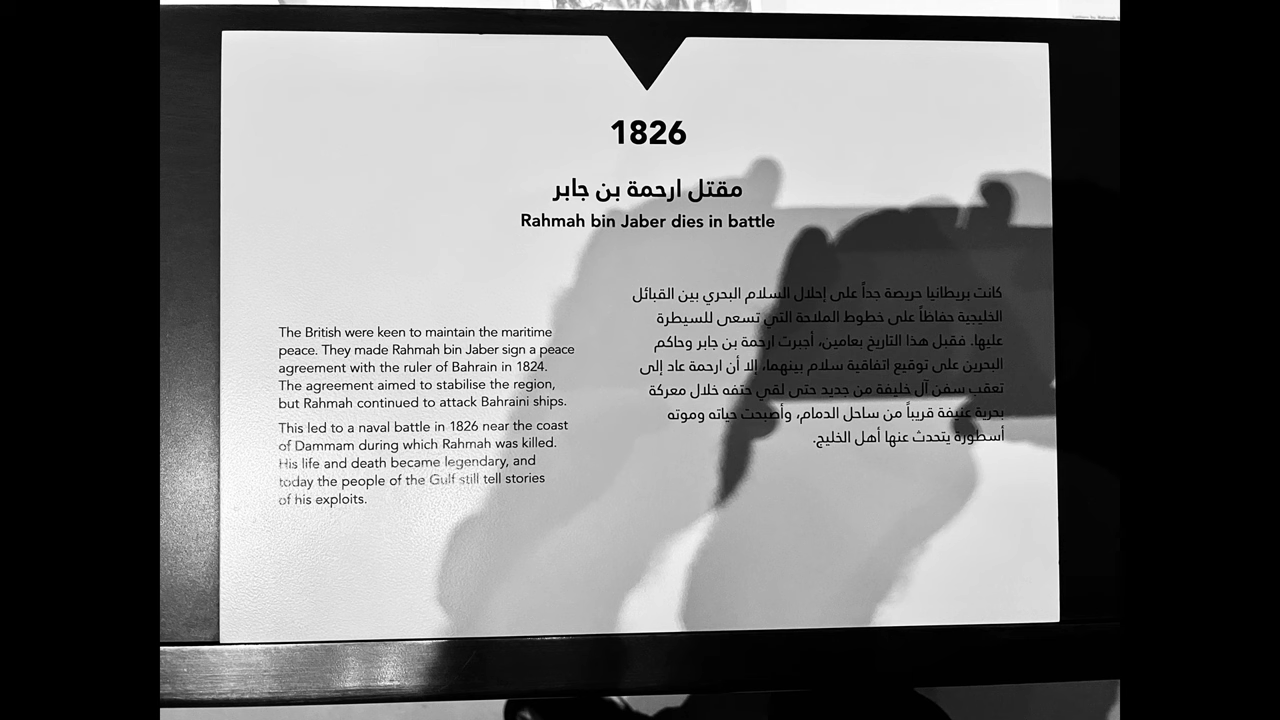 1826
مقتل ارحمة بن جابر
Rahmah bin Jaber dies in battle
كانت بريطانيا حريصة جداً على إحلال السلام البحري بين القبائل
الخليجية حفاظاً على خطوط الملاحة التي تسعى للسيطرة
عليها. فقبل هذا التاريخ بعامين، أجبرت ارحمة بن جابر وحاكم
البحرين على توقيع اتفاقية سلام بينهما، إلا أن ارحمة عاد إلى
تعقب سفن آل خليفة من جديد حتى لقي حتفه خلال معركة
بحرية عنيفة قريباً من ساحل الدمام، وأصبحت حياته وموته
أسطورة يتحدث عنها أهل الخليج.
The British were keen to maintain the maritime
peace. They made Rahmah bin Jaber sign a peace
agreement with the ruler of Bahrain in 1824.
The agreement aimed to stabilise the region,
but Rahmah continued to attack Bahraini ships.
This led to a naval battle in 1826 near the coast
of Dammam during which Rahmah was killed.
His life and death became legendary, and
today the people of the Gulf still tell stories
of his exploits.